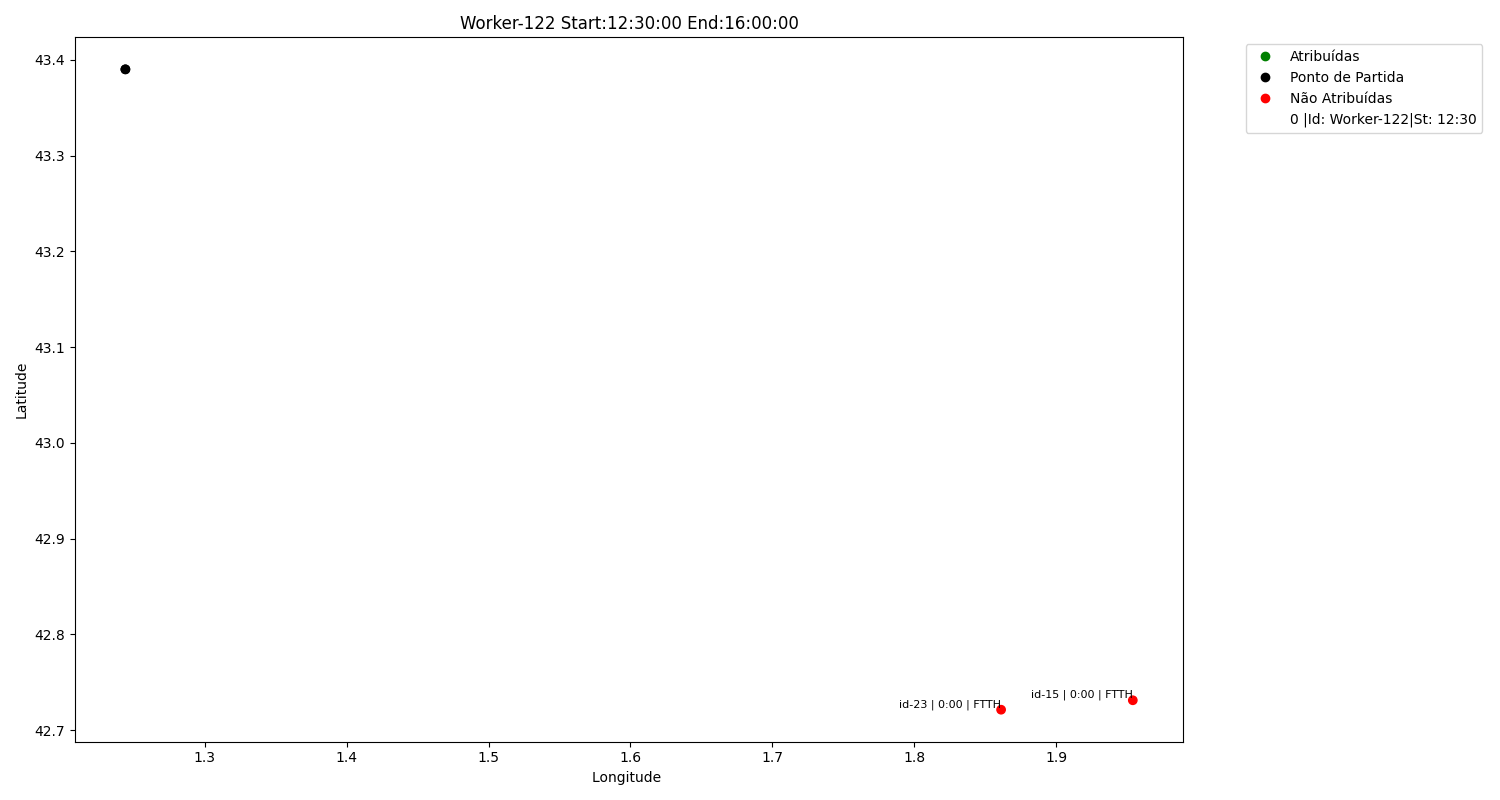 Worker-122 Start:12:30:00 End:16:00:00
Atribuídas
Ponto de Partida
Não Atribuídas
0 |Id: Worker-122|St: 12:30
Latitude
43.4
43.3
43.2
43.1
43.0
42.9
42.8
42.7
id-23 | 0:00 | FTTH
id-15 | 0:00 | FTTH
1.3 1.4 1.5 1.6 1.7 1.8 1.9
Longitude